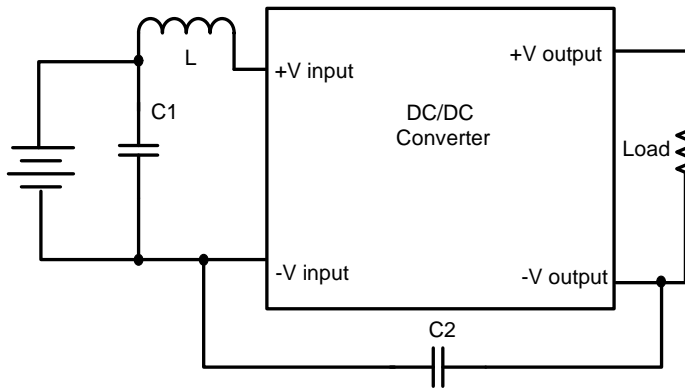 L
+V input
+V output
C1
DC/DC
Converter
Load
-V input
-V output
C2